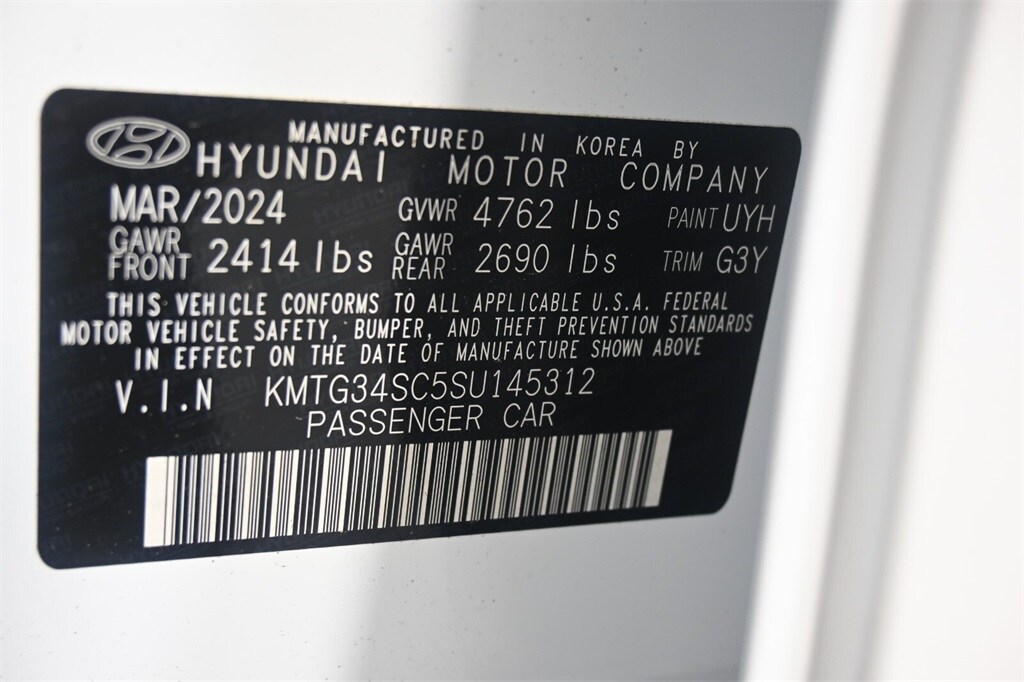 MANUFACTURED IN KOREA BY
HYUNDAI MOTOR COMPANY
MAR/2024 GVWR 4762 lbs PAINT UYH
GAWR FRONT 2414 lbs GAWR REAR 2690 lbs TRIM G3Y
THIS VEHICLE CONFORMS TO ALL APPLICABLE U.S.A. FEDERAL
MOTOR VEHICLE SAFETY, BUMPER, AND THEFT PREVENTION STANDARDS
IN EFFECT ON THE DATE OF MANUFACTURE SHOWN ABOVE
V.I.N KMTG34SC5SU145312
PASSENGER CAR